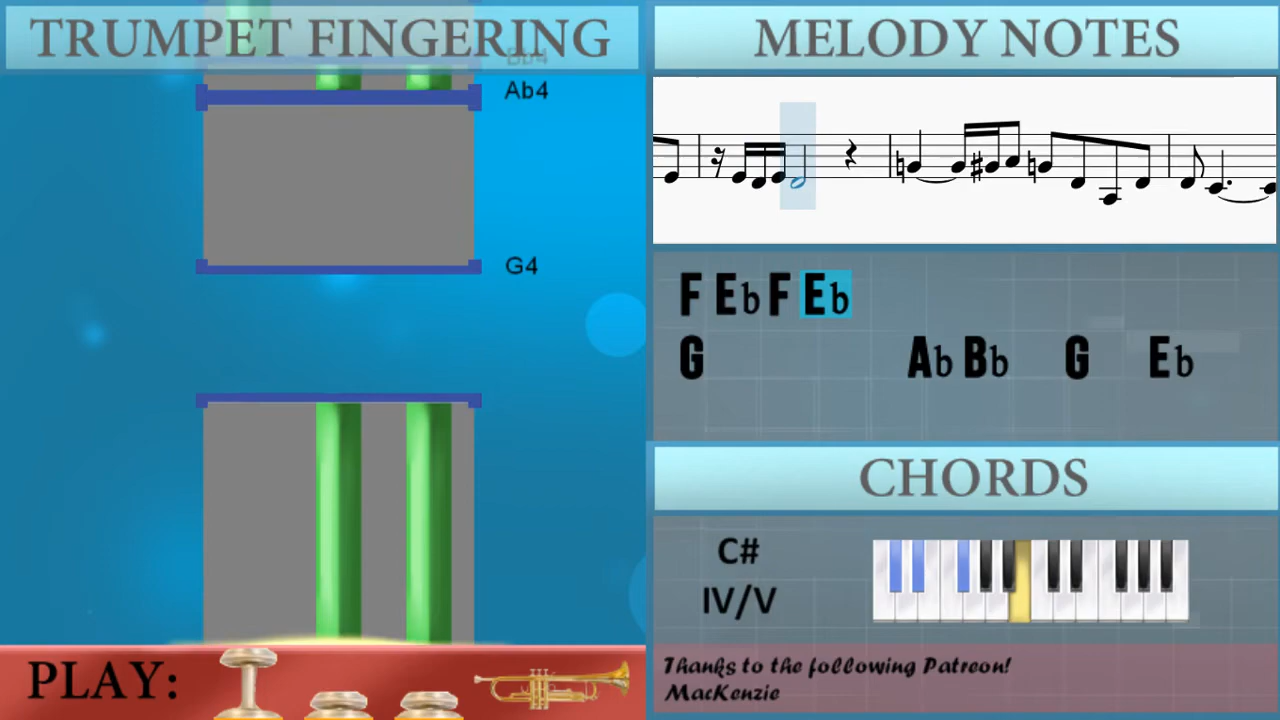 TRUMPET FINGERING
Bb4
Ab4
G4
PLAY:
MELODY NOTES
F Eb F Eb
G Ab Bb G Eb
CHORDS
C#
IV/V
Thanks to the following Patreon!
MacKenzie